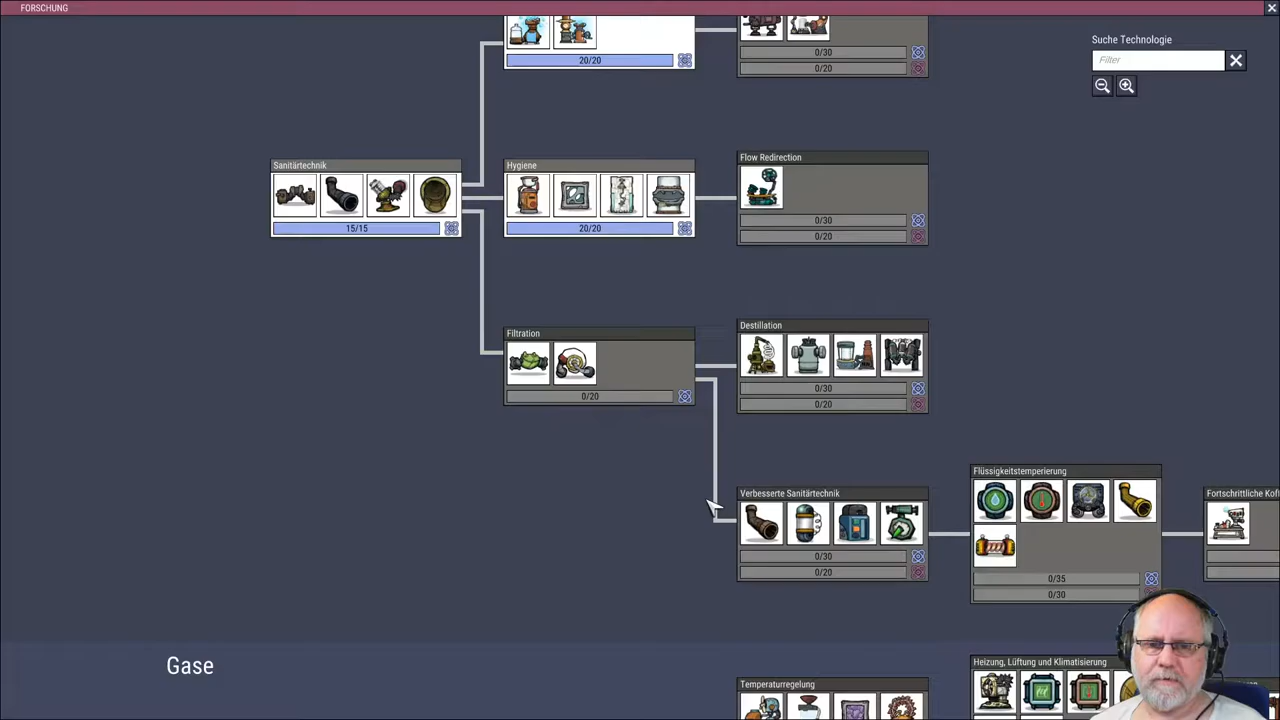 FORSCHUNG
Suche Technologie
Filter
20/20
0/30
0/20
Sanitärtechnik
15/15
Hygiene
20/20
Flow Redirection
0/30
0/20
Filtration
0/20
Destillation
0/30
0/20
Verbesserte Sanitärtechnik
0/30
0/20
Flüssigkeitstemperierung
0/35
0/30
Gase
Temperaturregelung
Heizung, Lüftung und Klimatisierung